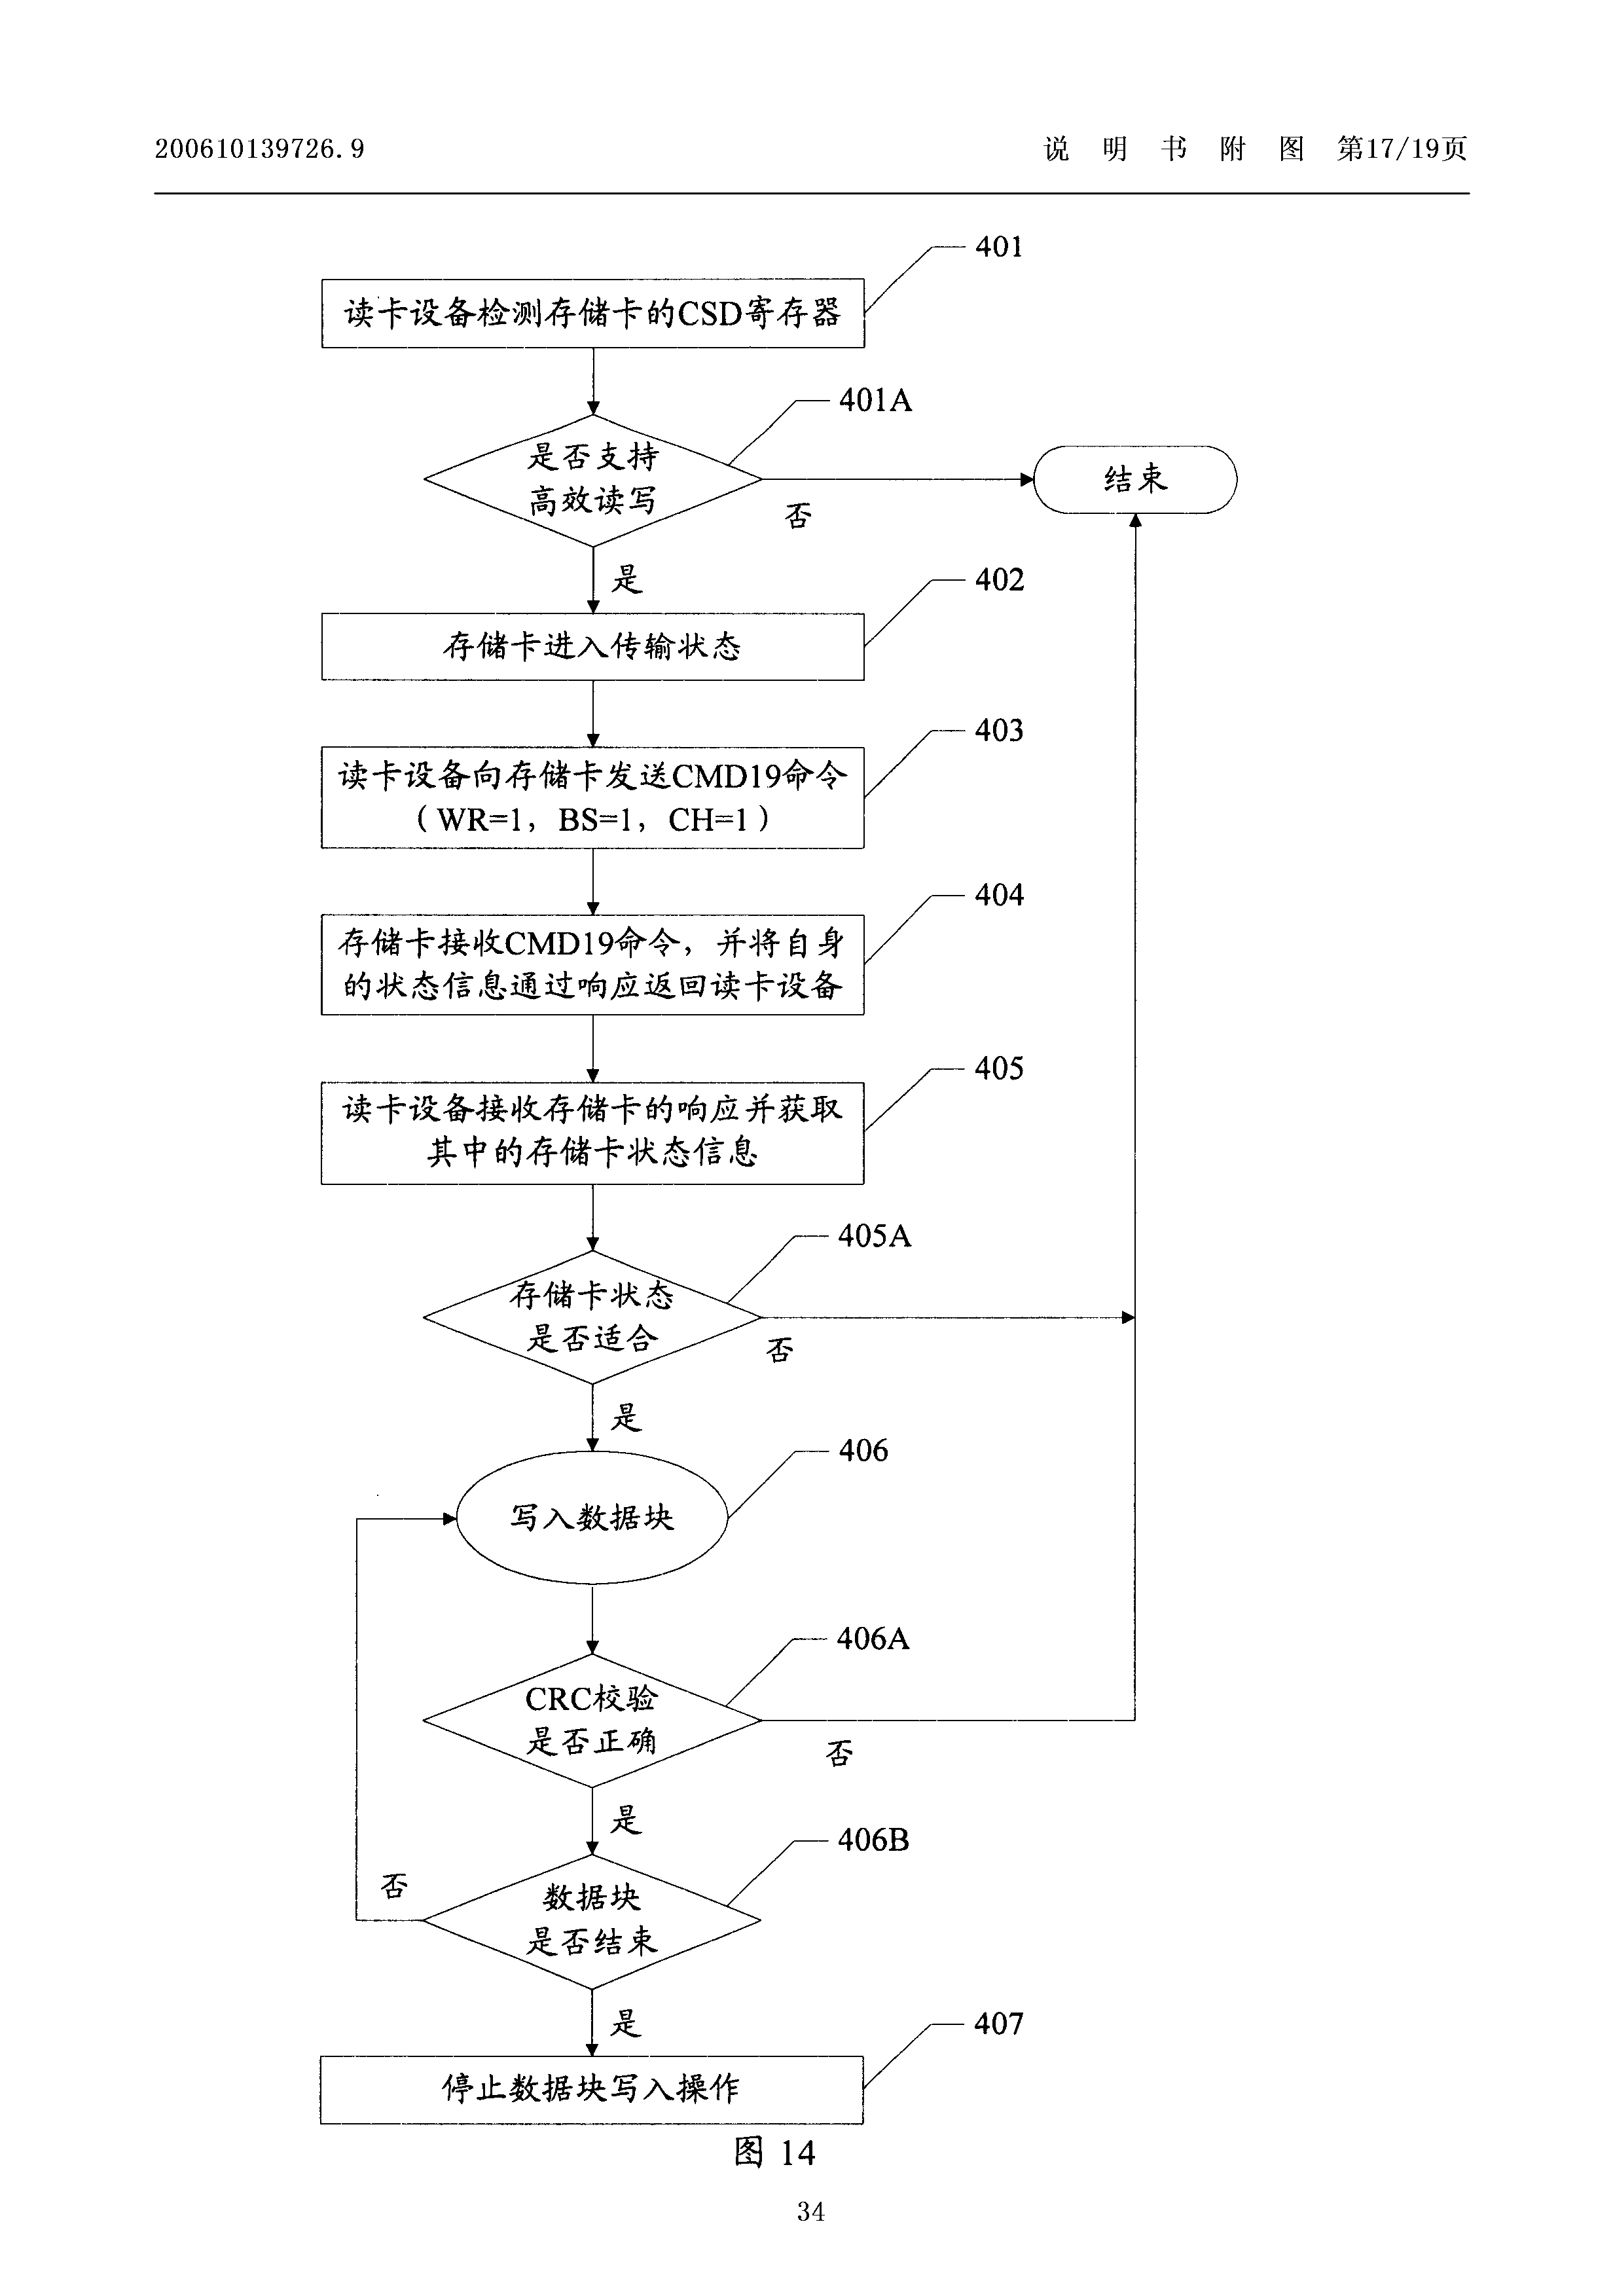 200610139726.9
说 明 书 附 图 第17/19页
401
读卡设备检测存储卡的CSD寄存器
401A
是否支持
高效读写
否
结束
是
402
存储卡进入传输状态
403
读卡设备向存储卡发送CMD19命令
（WR=1，BS=1，CH=1）
404
存储卡接收CMD19命令，并将自身
的状态信息通过响应返回读卡设备
405
读卡设备接收存储卡的响应并获取
其中的存储卡状态信息
405A
存储卡状态
是否适合
否
是
406
写入数据块
406A
CRC校验
是否正确
否
是
406B
否
数据块
是否结束
是
407
停止数据块写入操作
图 14
34